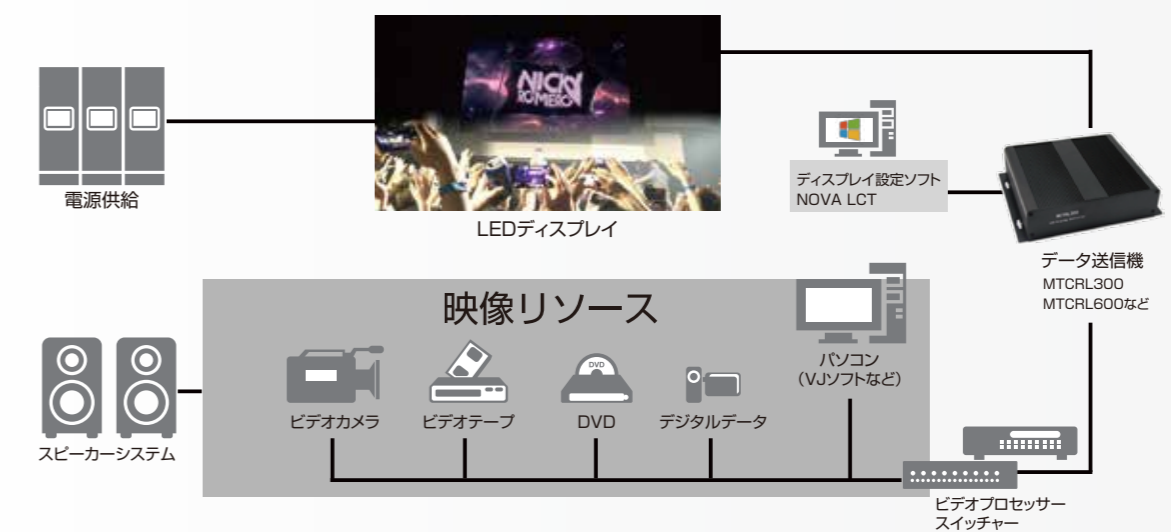 NICKY
ROMERO
電源供給
LEDディスプレイ
ディスプレイ設定ソフト
NOVA LCT
MTCRL300
データ送信機
MTCRL300
MTCRL600など
映像リソース
パソコン
(VJソフトなど)
DVD
ビデオカメラ
ビデオテープ
DVD
デジタルデータ
スピーカーシステム
ビデオプロセッサー
スイッチャー